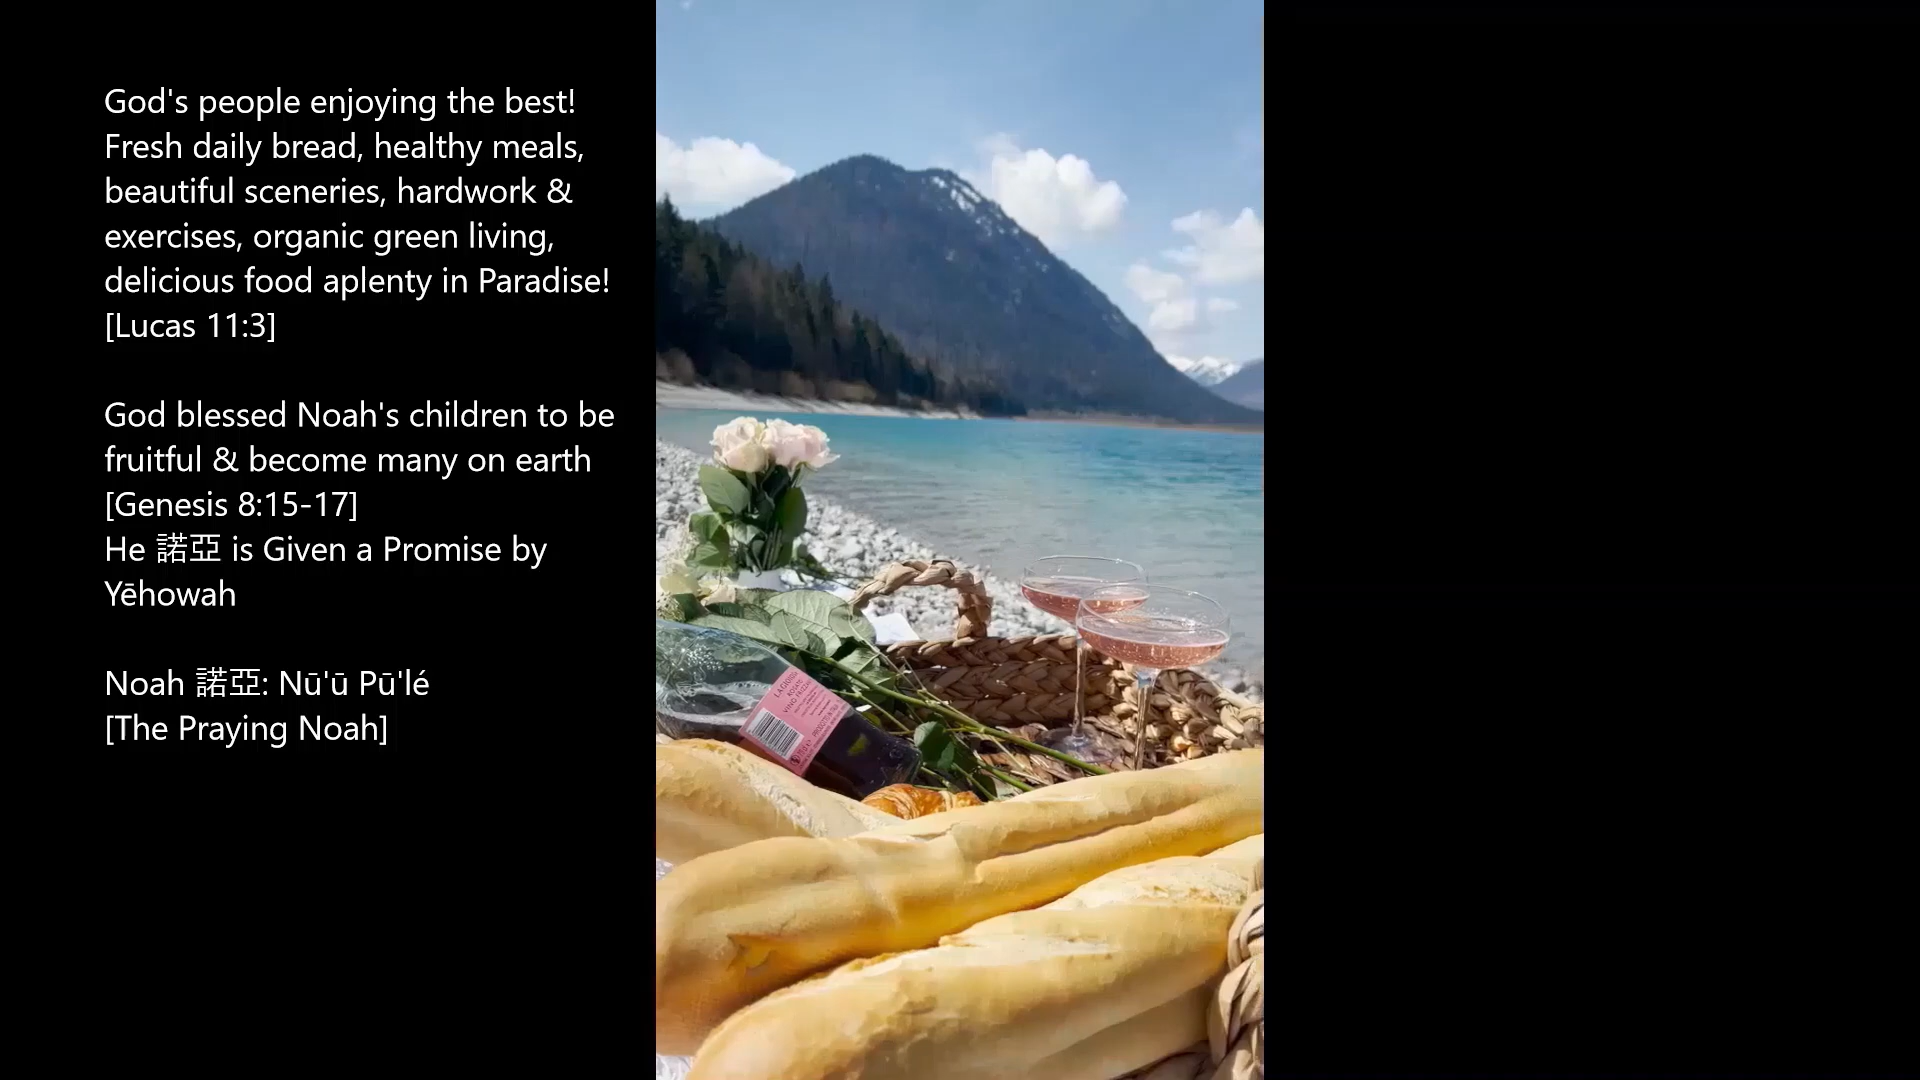 God's people enjoying the best!
Fresh daily bread, healthy meals,
beautiful sceneries, hardwork &
exercises, organic green living,
delicious food aplenty in Paradise!
[Lucas 11:3]
God blessed Noah's children to be
fruitful & become many on earth
[Genesis 8:15-17]
He 諾亞 is Given a Promise by
Yēhowah
Noah 諾亞: Nū'ū Pū'lé
[The Praying Noah]
ROSATO
VINO FRIZZANTE